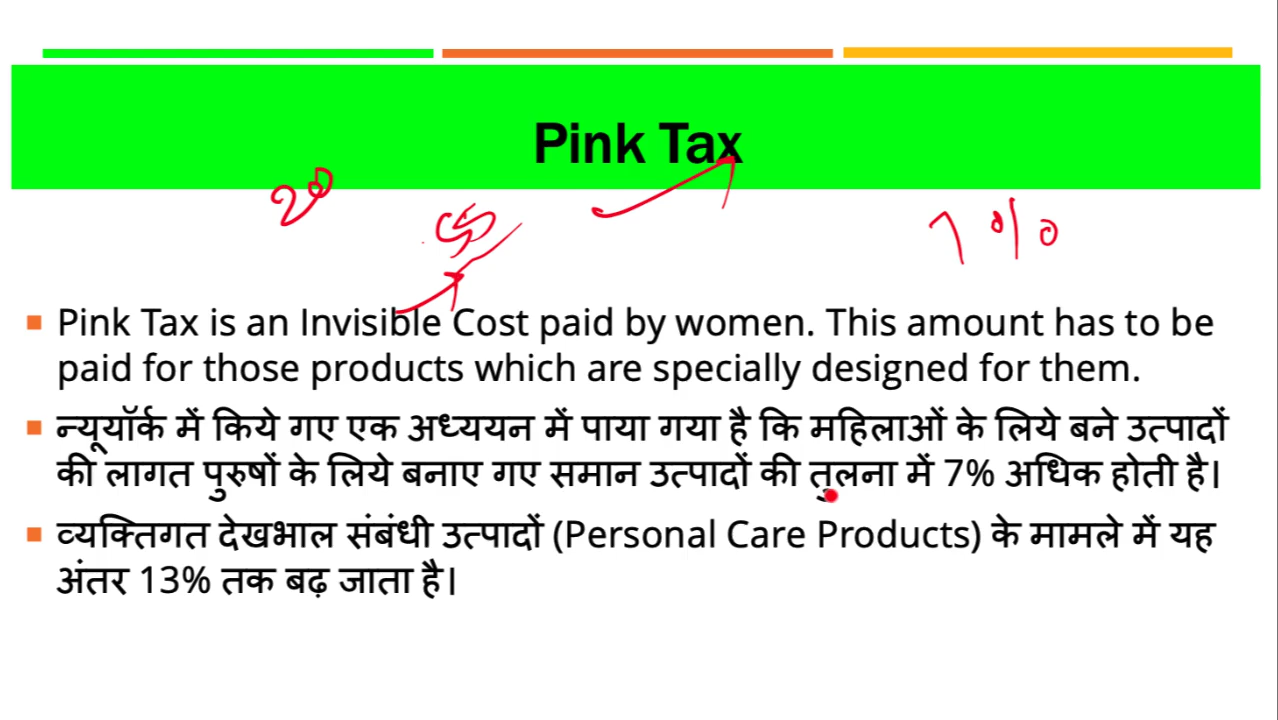 Pink Tax
20
7%
Pink Tax is an Invisible Cost paid by women. This amount has to be
paid for those products which are specially designed for them.
न्यूयॉर्क में किये गए एक अध्ययन में पाया गया है कि महिलाओं के लिये बने उत्पादों
की लागत पुरुषों के लिये बनाए गए समान उत्पादों की तुलना में 7% अधिक होती है।
व्यक्तिगत देखभाल संबंधी उत्पादों (Personal Care Products) के मामले में यह
अंतर 13% तक बढ़ जाता है।